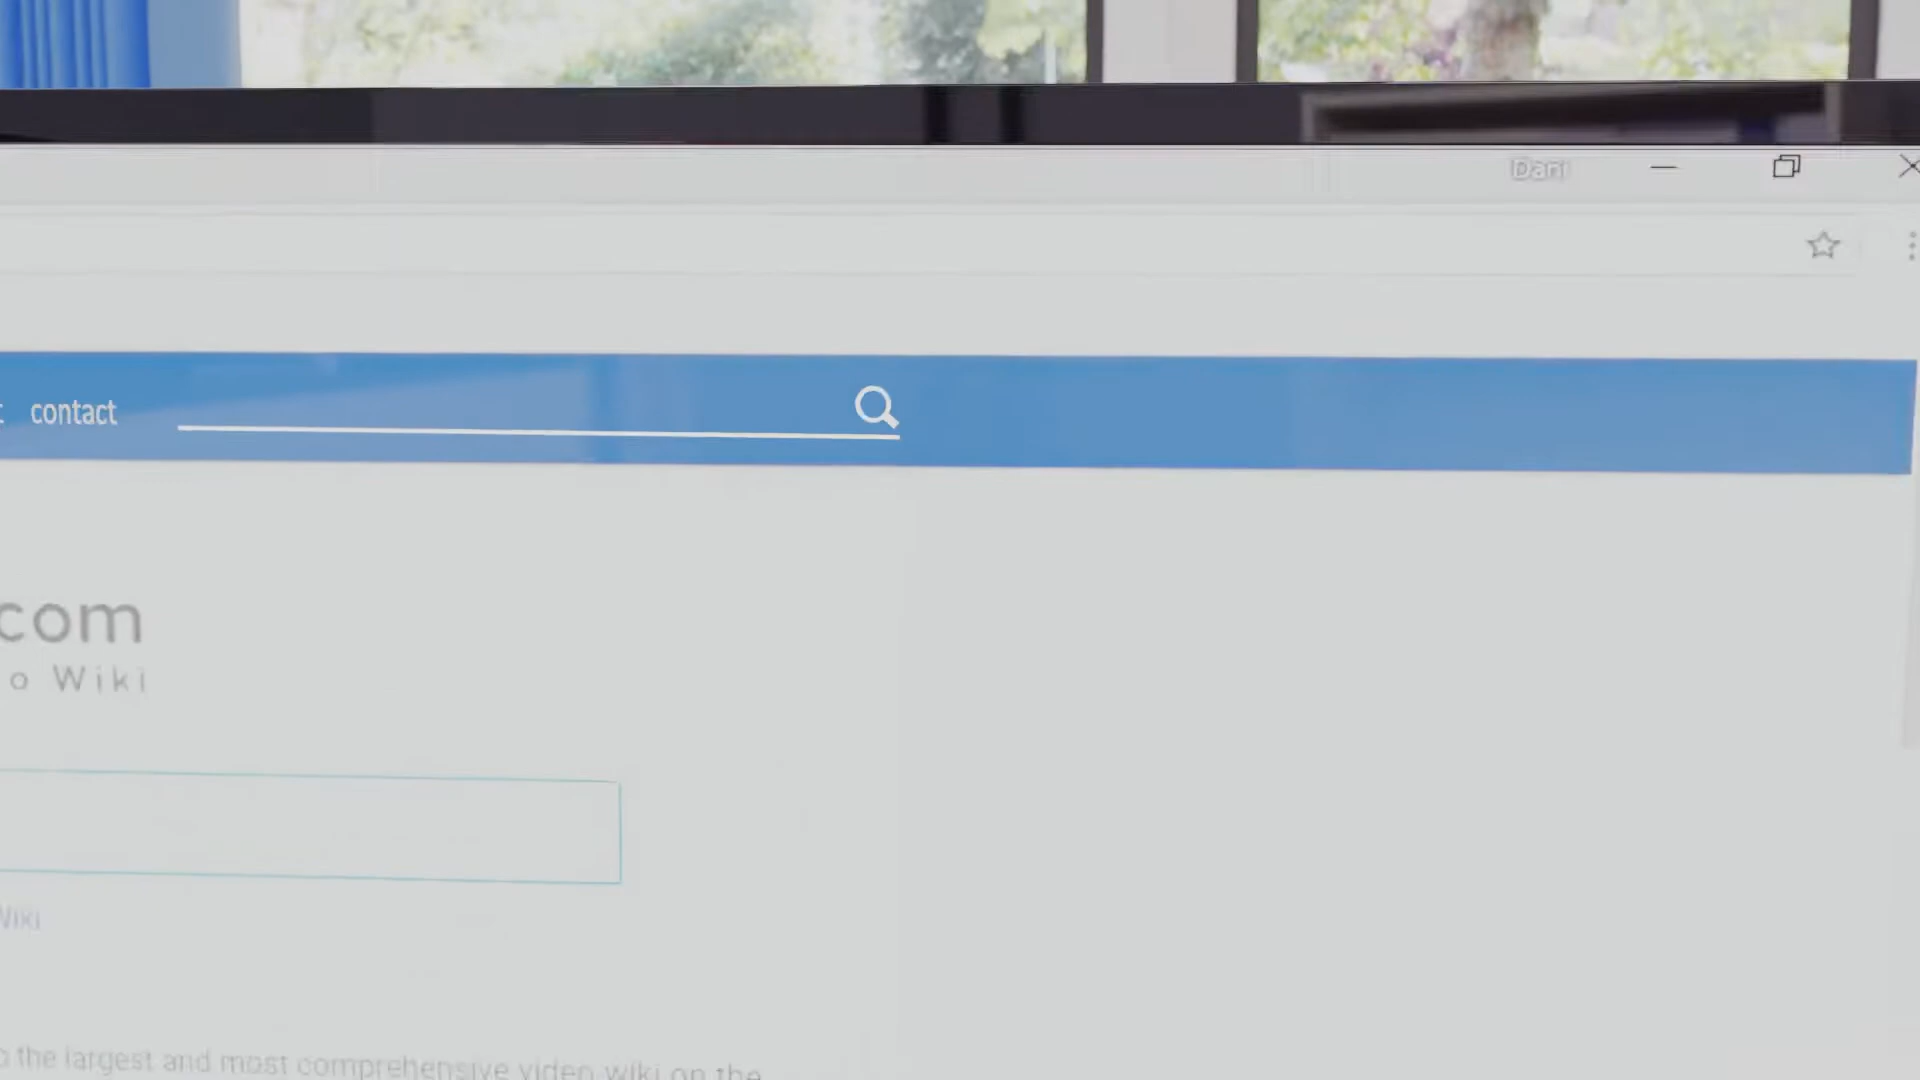 Dani
contact
com
o Wiki
Wiki
the largest and most comprehensive video wiki on the